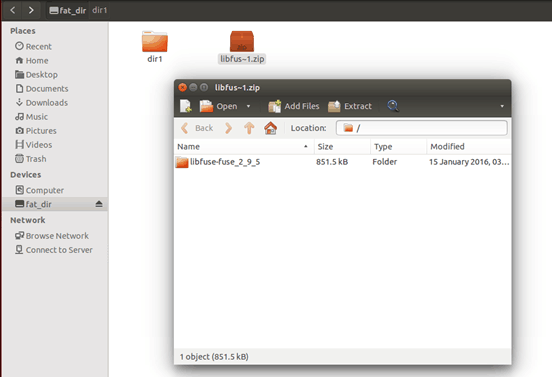 fat_dir dir1
Places
Recent
Home
Desktop
Documents
Downloads
Music
Pictures
Videos
Trash
Devices
Computer
fat_dir
Network
Browse Network
Connect to Server
dir1
libfus~1.zip
libfus~1.zip
Open Add Files Extract
Back Location: /
Name Size Type Modified
libfuse-fuse_2_9_5 851.5 kB Folder 15 January 2016, 03...
1 object (851.5 kB)